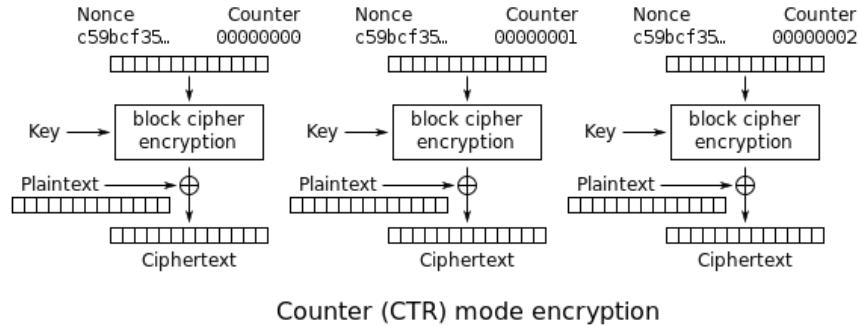 Nonce Counter Nonce Counter Nonce Counter
c59bcf35… 00000000 c59bcf35… 00000001 c59bcf35… 00000002
Key block cipher encryption Key block cipher encryption Key block cipher encryption
Plaintext Plaintext Plaintext
Ciphertext Ciphertext Ciphertext
Counter (CTR) mode encryption